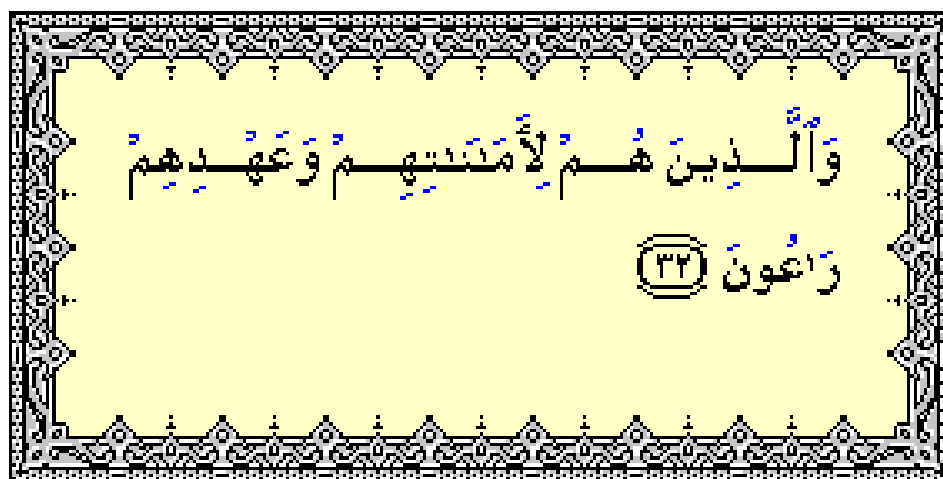 وَٱلَّذِينَ هُمْ لِأَمَـٰنَـٰتِهِمْ وَعَهْدِهِمْ
رَٰعُونَ ٣٢